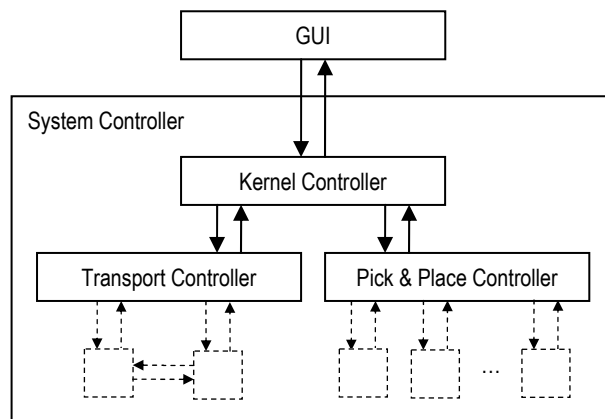 GUI
System Controller
Kernel Controller
Transport Controller
Pick & Place Controller
...